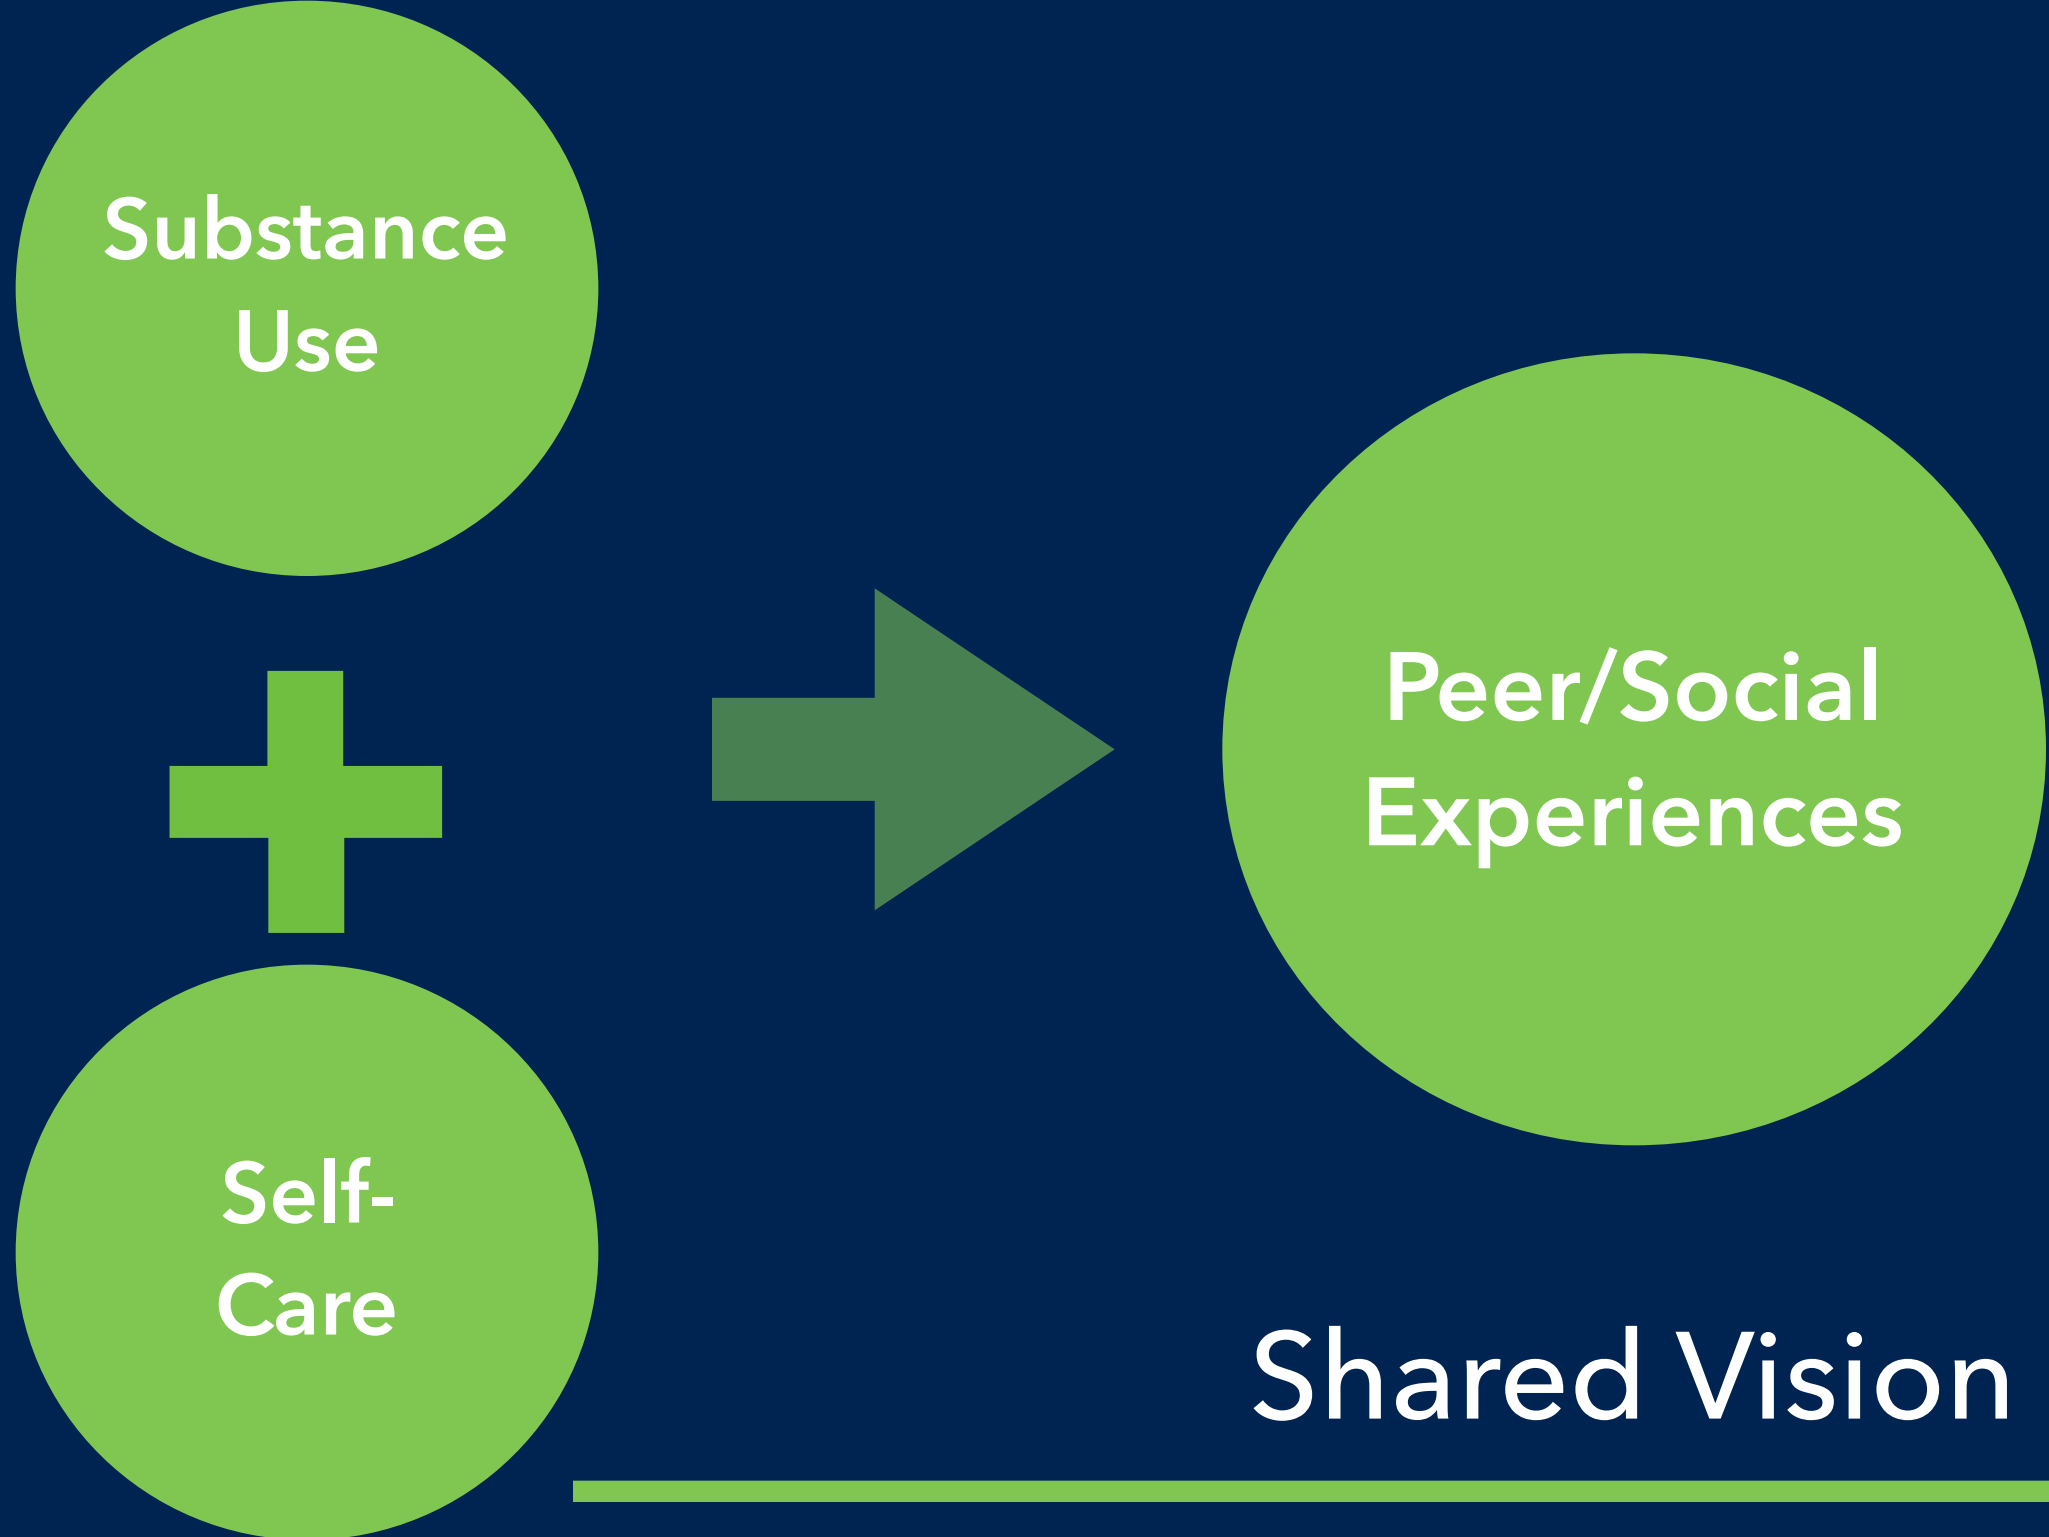 Substance
Use
Self-
Care
Peer/Social
Experiences
Shared Vision